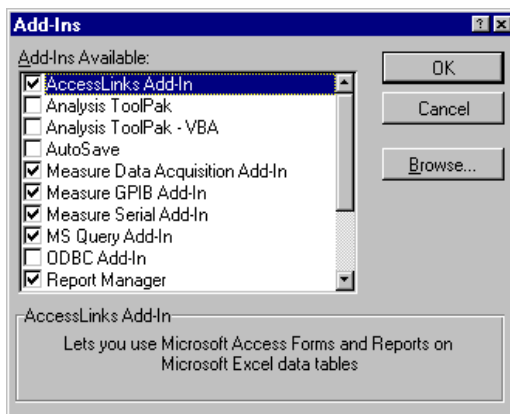 Add-Ins
Add-Ins Available:
AccessLinks Add-In
Analysis ToolPak
Analysis ToolPak - VBA
AutoSave
Measure Data Acquisition Add-In
Measure GPIB Add-In
Measure Serial Add-In
MS Query Add-In
ODBC Add-In
Report Manager
OK
Cancel
Browse...
AccessLinks Add-In
Lets you use Microsoft Access Forms and Reports on
Microsoft Excel data tables